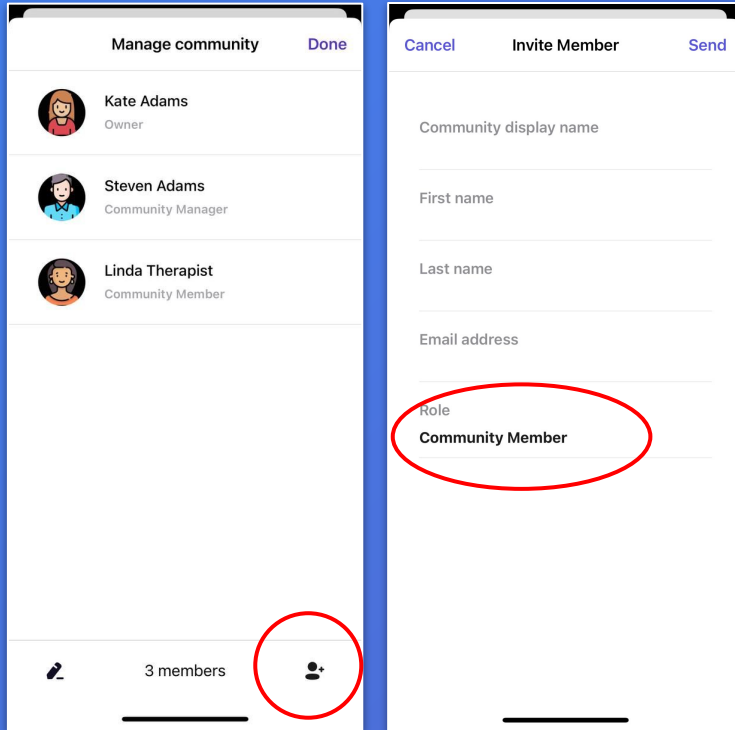 Manage community Done
Kate Adams
Owner
Steven Adams
Community Manager
Linda Therapist
Community Member
3 members
Cancel Invite Member Send
Community display name
First name
Last name
Email address
Role
Community Member